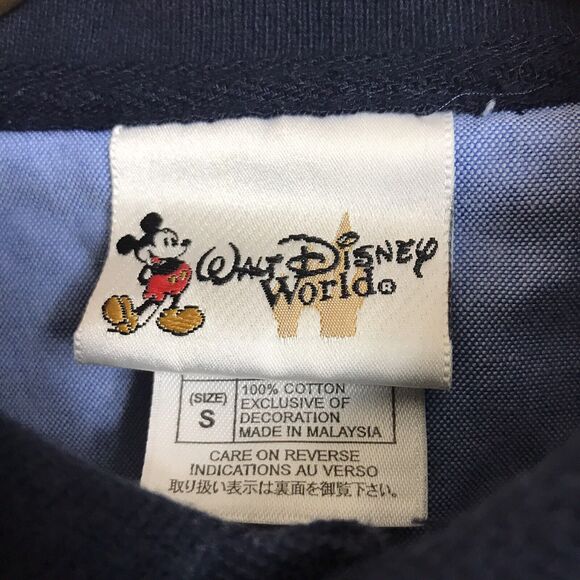 WALT DISNEY
World®
(SIZE)
S
100% COTTON
EXCLUSIVE OF
DECORATION
MADE IN MALAYSIA
CARE ON REVERSE
INDICATIONS AU VERSO
取り扱い表示は裏面を御覧下さい。